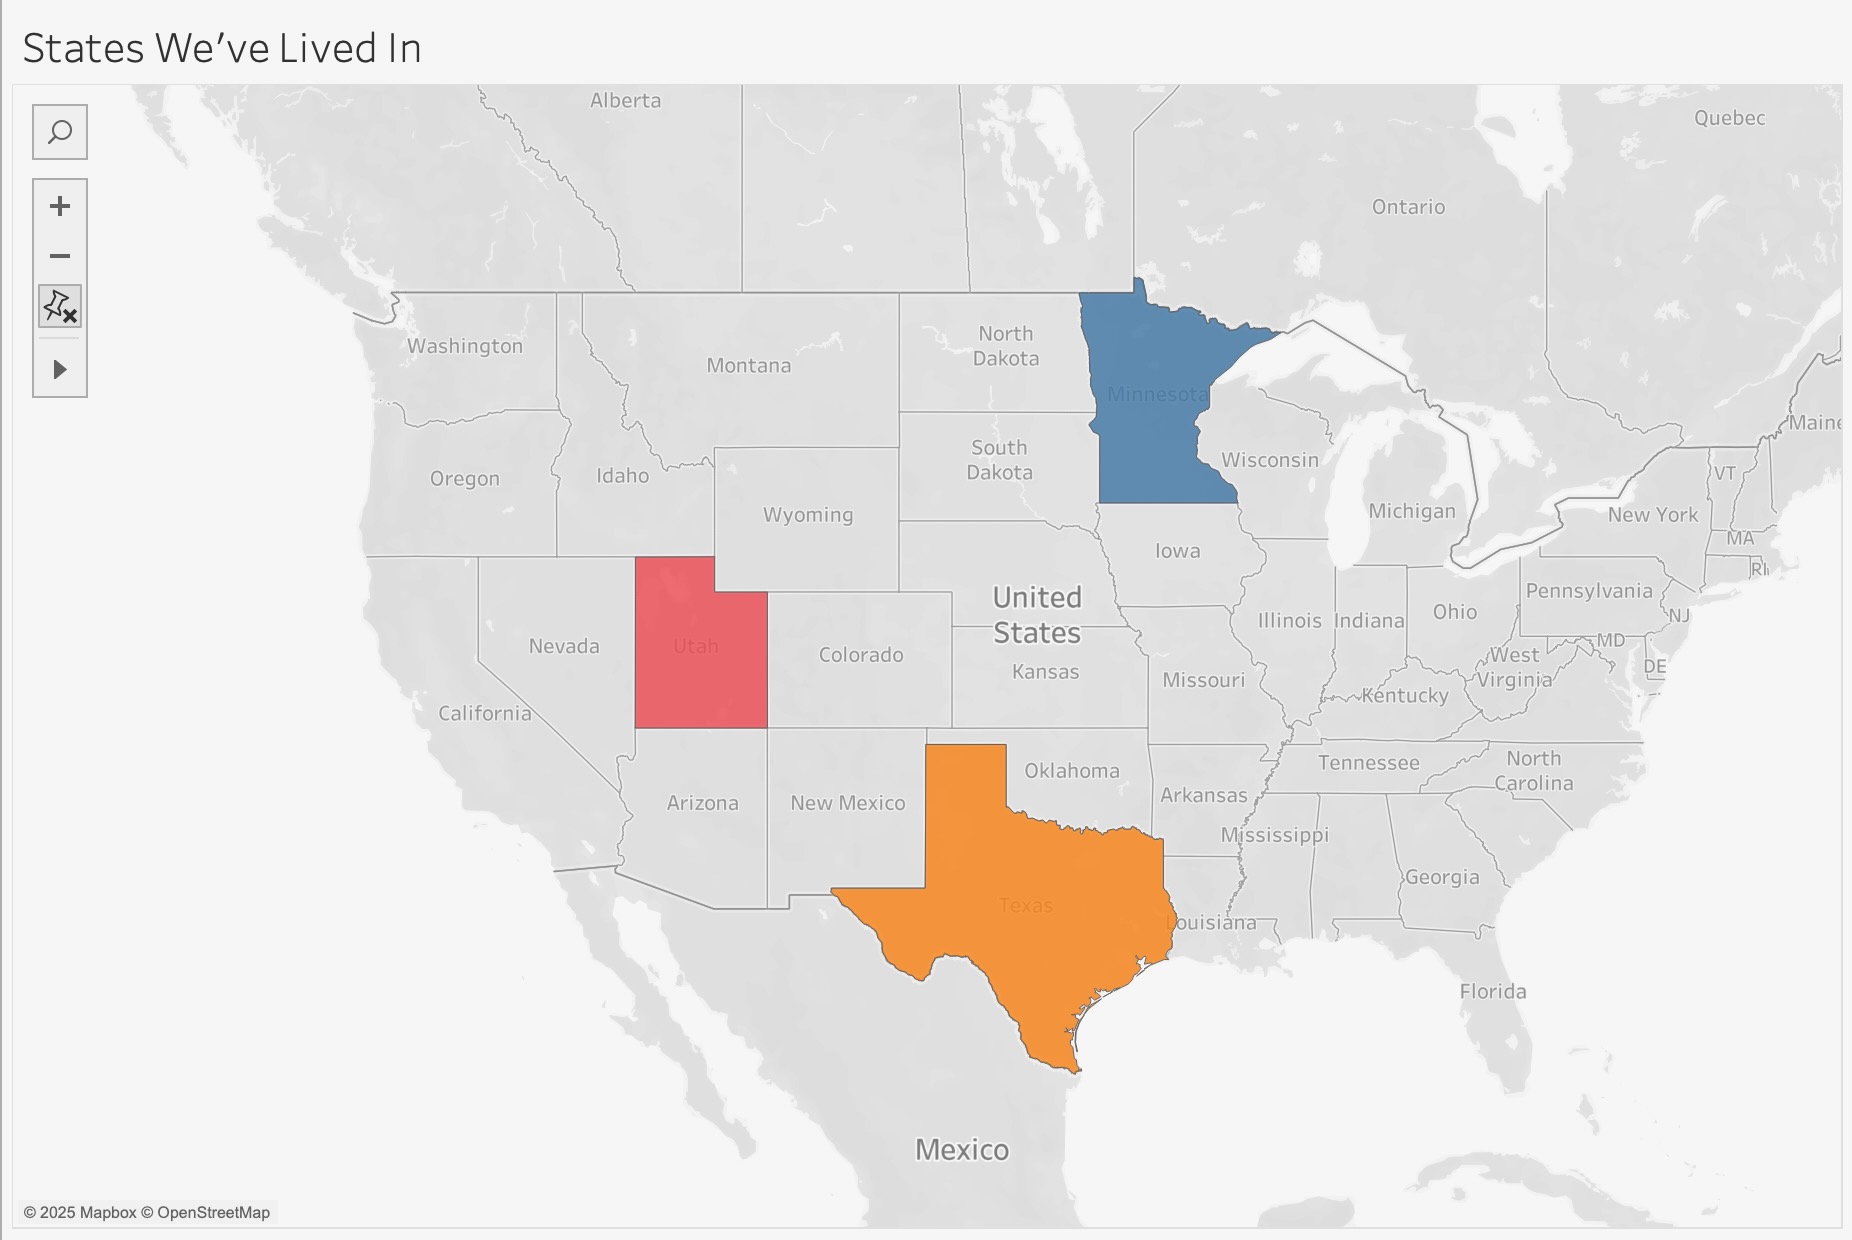 States We've Lived In
Alberta
Quebec
Ontario
Washington
Montana
North
Dakota
Minnesota
Maine
Oregon
Idaho
South
Dakota
Wisconsin
VT
Wyoming
Michigan
New York
MA
Iowa
RI
United
States
Pennsylvania
Illinois
Indiana
Ohio
NJ
Nevada
Utah
Colorado
Kansas
MD
West
Virginia
DE
Missouri
Kentucky
California
Oklahoma
Tennessee
North
Carolina
Arizona
New Mexico
Arkansas
Mississippi
Georgia
Texas
Louisiana
Florida
Mexico
© 2025 Mapbox © OpenStreetMap